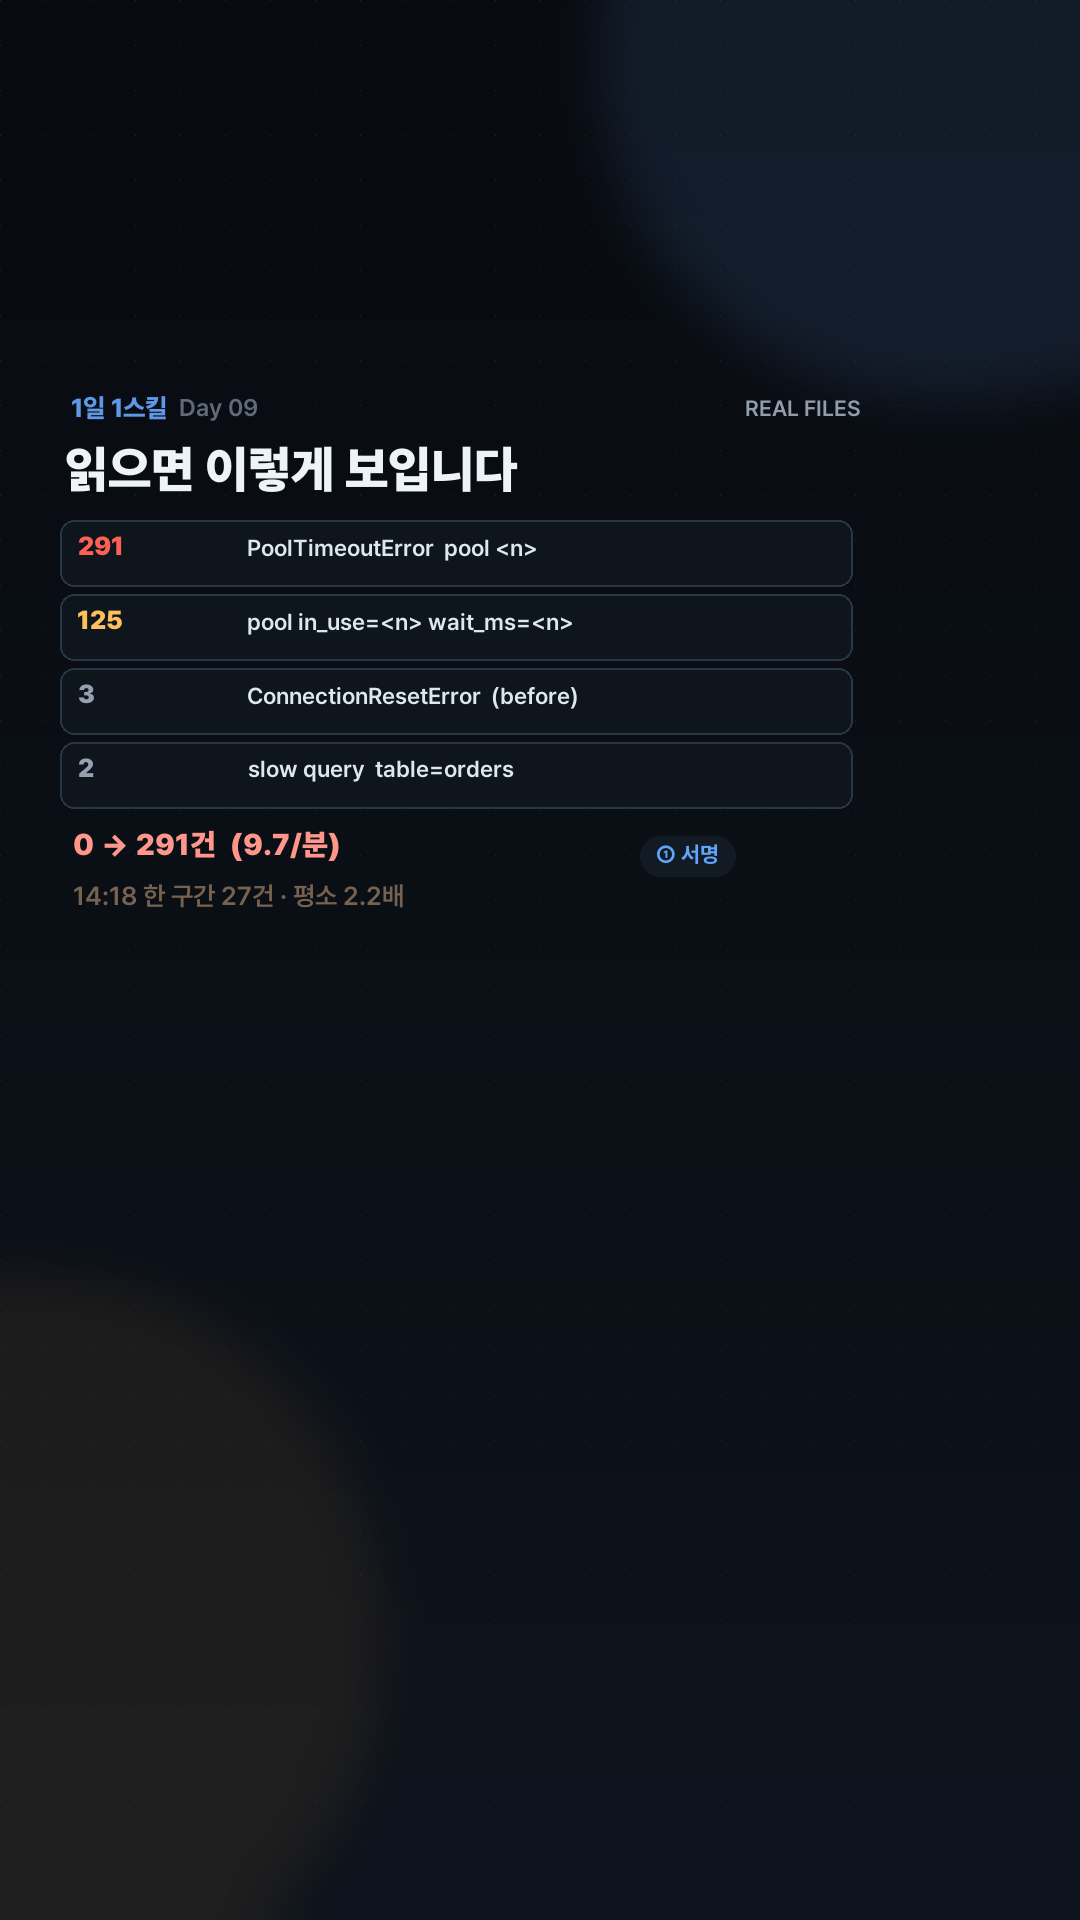 1일 1스킬 Day 09 REAL FILES
읽으면 이렇게 보입니다
291 PoolTimeoutError pool <n>
125 pool in_use=<n> wait_ms=<n>
3 ConnectionResetError (before)
2 slow query table=orders
0 → 291건 (9.7/분)
① 서명
14:18 한 구간 27건 · 평소 2.2배